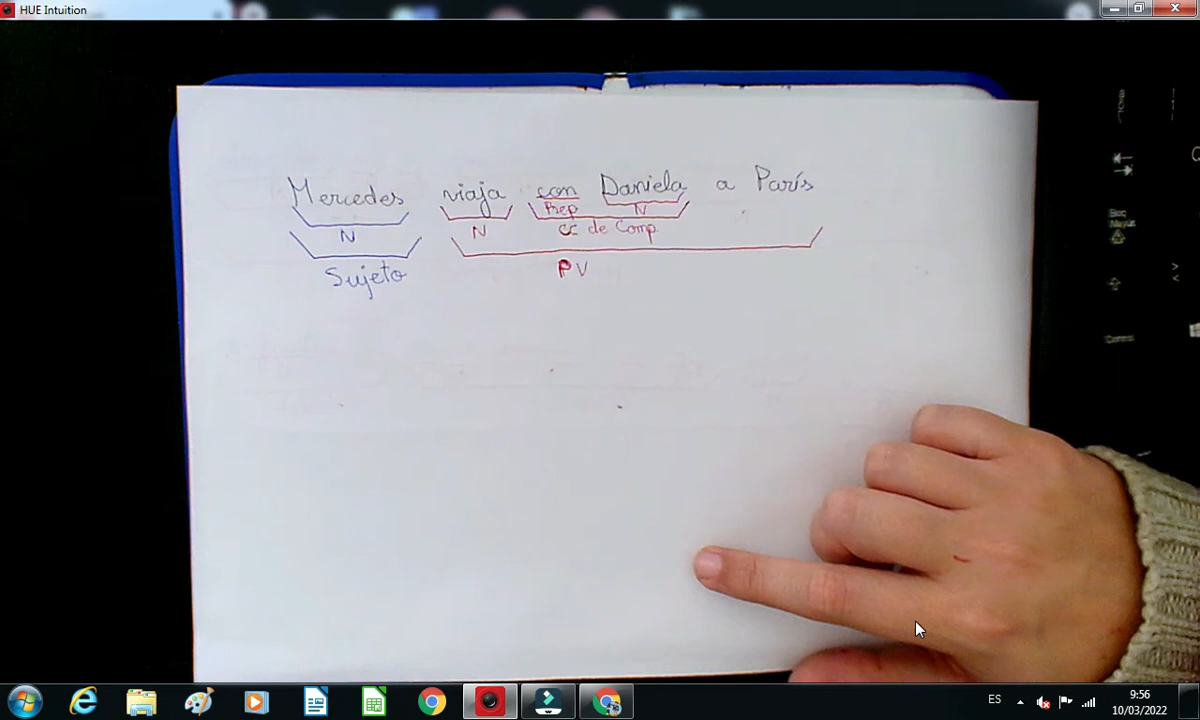 HUE Intuition
Mercedes viaja con Daniela a París
Prep N
N N CC de Comp
Sujeto PV
Control
ES 9:56
10/03/2022